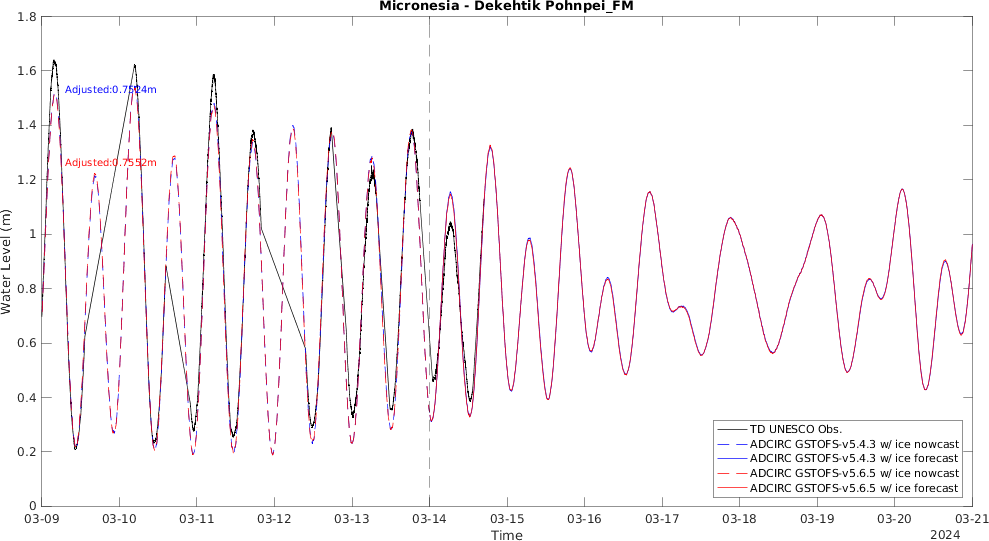 Micronesia - Dekehtik Pohnpei_FM
Water Level (m)
1.8
1.6
1.4
1.2
1
0.8
0.6
0.4
0.2
0
Adjusted:0.7524m
Adjusted:0.7552m
TD UNESCO Obs.
ADCIRC GSTOFS-v5.4.3 w/ ice nowcast
ADCIRC GSTOFS-v5.4.3 w/ ice forecast
ADCIRC GSTOFS-v5.6.5 w/ ice nowcast
ADCIRC GSTOFS-v5.6.5 w/ ice forecast
03-09 03-10 03-11 03-12 03-13 03-14 03-15 03-16 03-17 03-18 03-19 03-20 03-21
Time
2024